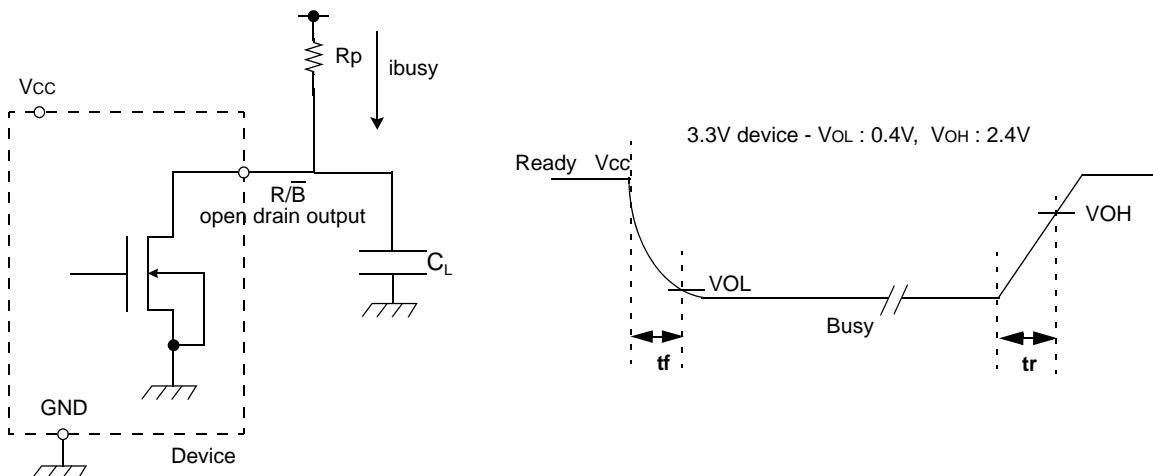 Rp
ibusy
VCC
3.3V device - VOL : 0.4V, VOH : 2.4V
Ready Vcc
R/B̅
open drain output
VOH
CL
VOL
Busy
tf
tr
GND
Device